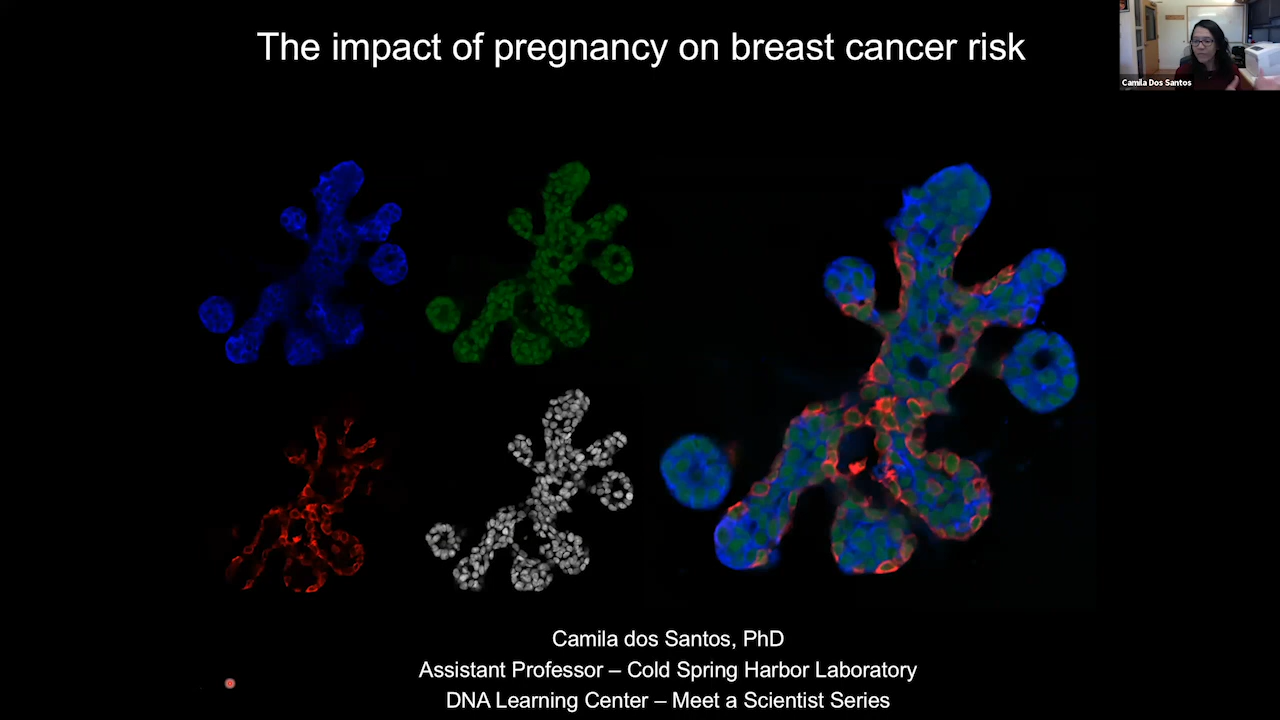 The impact of pregnancy on breast cancer risk
Camila Dos Santos
Camila dos Santos, PhD
Assistant Professor – Cold Spring Harbor Laboratory
DNA Learning Center – Meet a Scientist Series